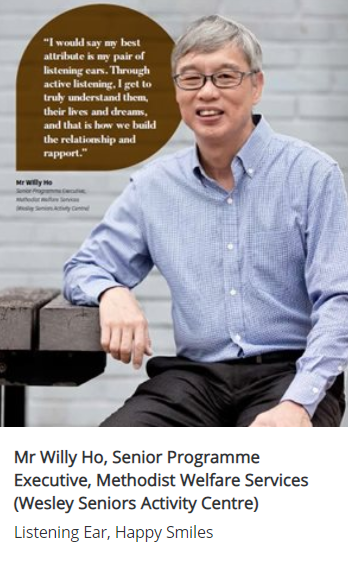 “I would say my best
attribute is my pair of
listening ears. Through
active listening, I get to
truly understand them,
their lives and dreams,
and that is how we build
the relationship and
rapport.”
Mr Willy Ho
Senior Programme Executive,
Methodist Welfare Services
(Wesley Seniors Activity Centre)
Mr Willy Ho, Senior Programme
Executive, Methodist Welfare Services
(Wesley Seniors Activity Centre)
Listening Ear, Happy Smiles